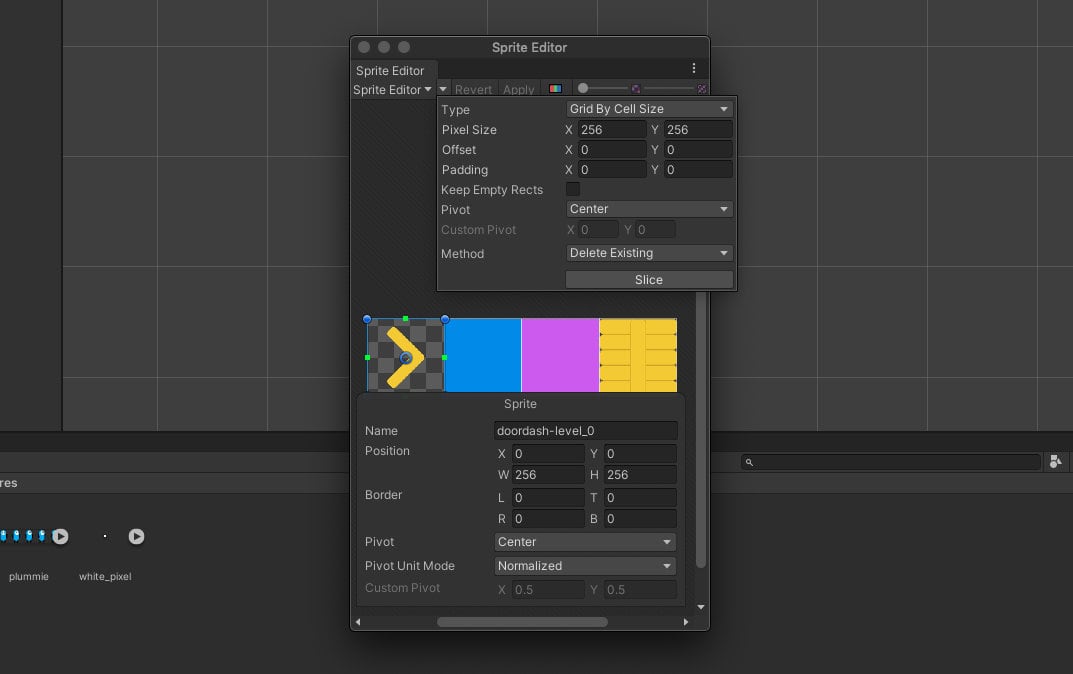 Sprite Editor
Sprite Editor
Sprite Editor Revert Apply
Type Grid By Cell Size
Pixel Size X 256 Y 256
Offset X 0 Y 0
Padding X 0 Y 0
Keep Empty Rects
Pivot Center
Custom Pivot X 0 Y 0
Method Delete Existing
Slice
Sprite
Name doordash-level_0
Position X 0 Y 0
W 256 H 256
Border L 0 T 0
R 0 B 0
Pivot Center
Pivot Unit Mode Normalized
Custom Pivot X 0.5 Y 0.5
res
plummie white_pixel